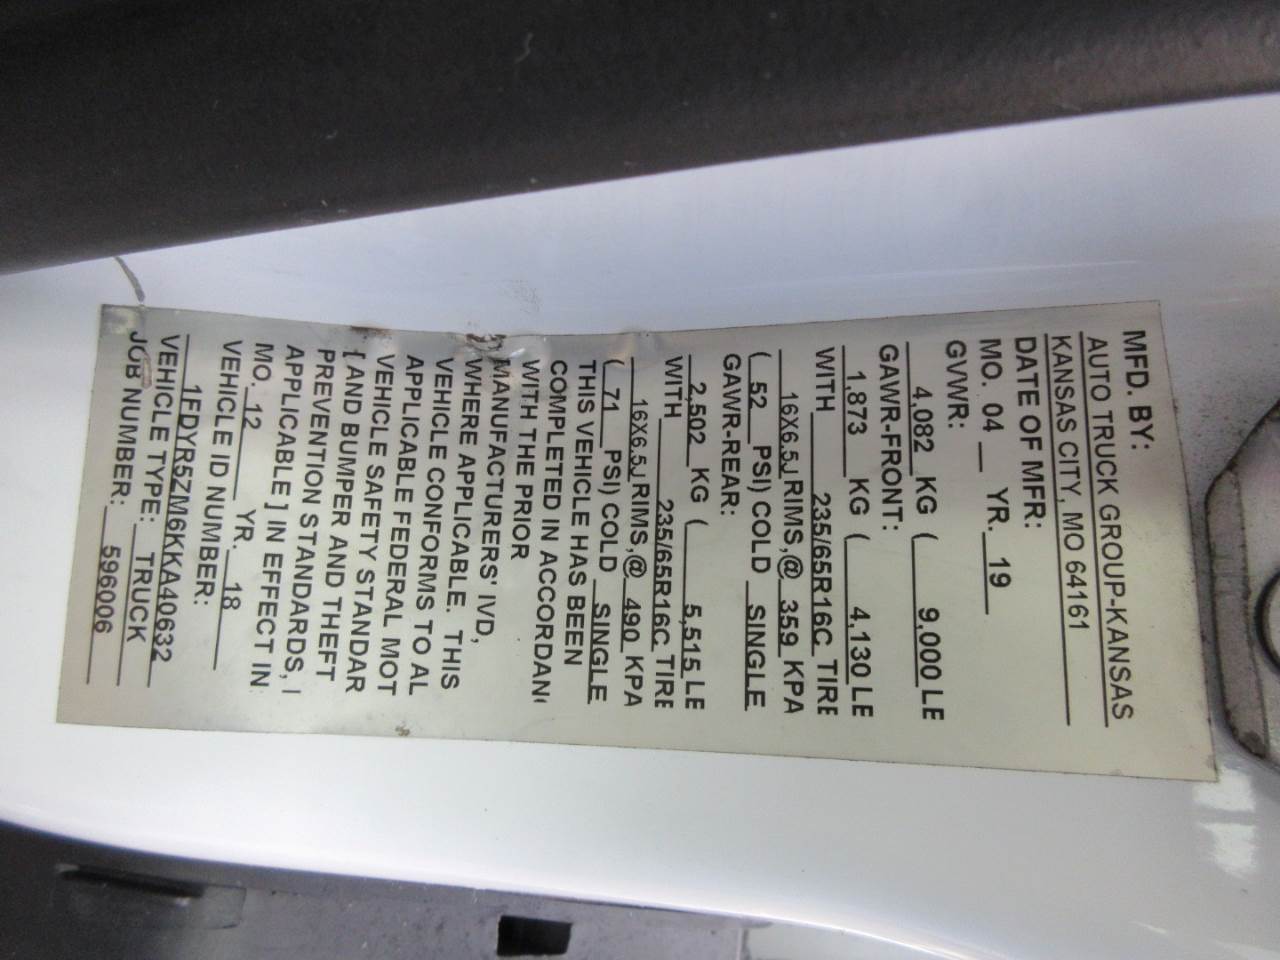 MFD. BY:
AUTO TRUCK GROUP-KANSAS
KANSAS CITY, MO 64161
DATE OF MFR:
MO. 04 YR. 19
GVWR:
4,082 KG ( 9,000 LE
GAWR-FRONT:
1,873 KG ( 4,130 LE
WITH 235/65R16C TIRE
16X6.5J RIMS,@ 359 KPA
( 52 PSI) COLD SINGLE
GAWR-REAR:
2,502 KG ( 5,515 LE
WITH 235/65R16C TIRE
16X6.5J RIMS,@ 490 KPA
( 71 PSI) COLD SINGLE
THIS VEHICLE HAS BEEN
COMPLETED IN ACCORDAN
WITH THE PRIOR
MANUFACTURERS' IVD,
WHERE APPLICABLE. THIS
VEHICLE CONFORMS TO AL
APPLICABLE FEDERAL MOT
VEHICLE SAFETY STANDAR
[ AND BUMPER AND THEFT
PREVENTION STANDARDS, I
APPLICABLE ] IN EFFECT IN
MO. 12 YR. 18
VEHICLE ID NUMBER:
1FDYR5ZM6KKA40632
VEHICLE TYPE: TRUCK
JOB NUMBER: 596006